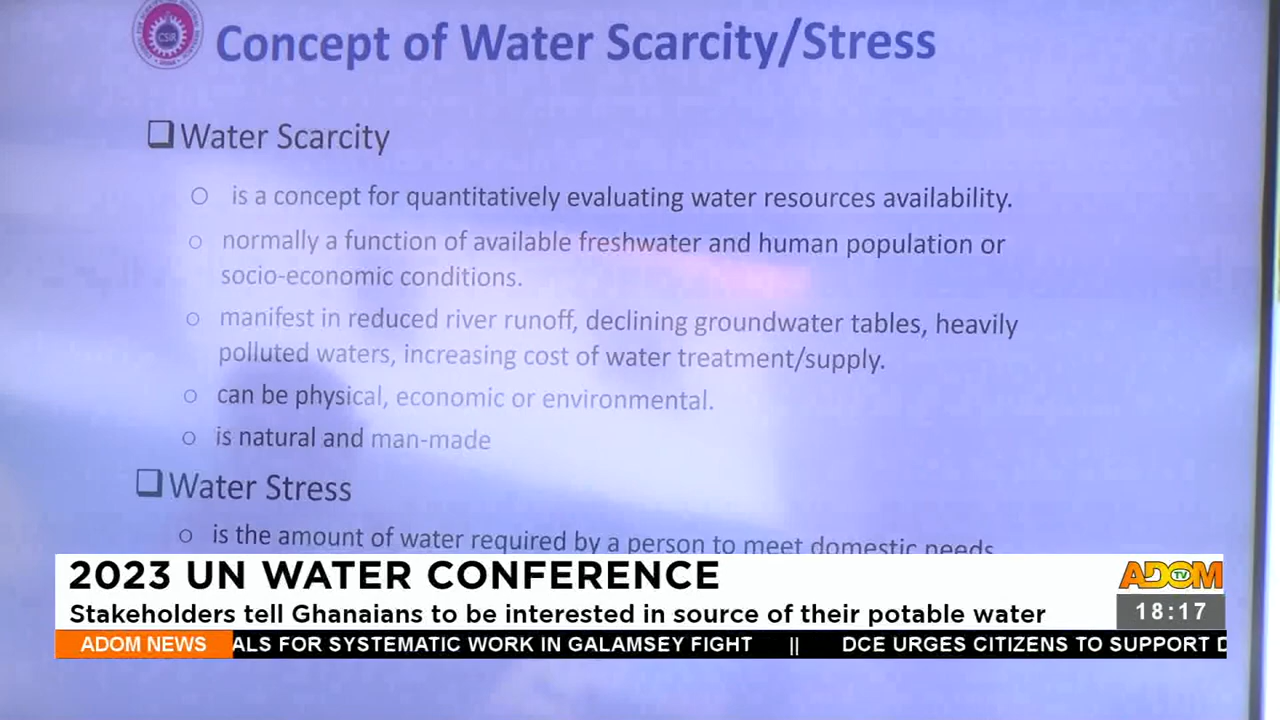 CSIR
Concept of Water Scarcity/Stress
Water Scarcity
is a concept for quantitatively evaluating water resources availability.
normally a function of available freshwater and human population or
socio-economic conditions.
manifest in reduced river runoff, declining groundwater tables, heavily
polluted waters, increasing cost of water treatment/supply.
can be physical, economic or environmental.
is natural and man-made
Water Stress
is the amount of water required by a person to meet domestic needs
2023 UN WATER CONFERENCE
ADOM TV
Stakeholders tell Ghanaians to be interested in source of their potable water
18:17
ADOM NEWS
ALS FOR SYSTEMATIC WORK IN GALAMSEY FIGHT || DCE URGES CITIZENS TO SUPPORT D